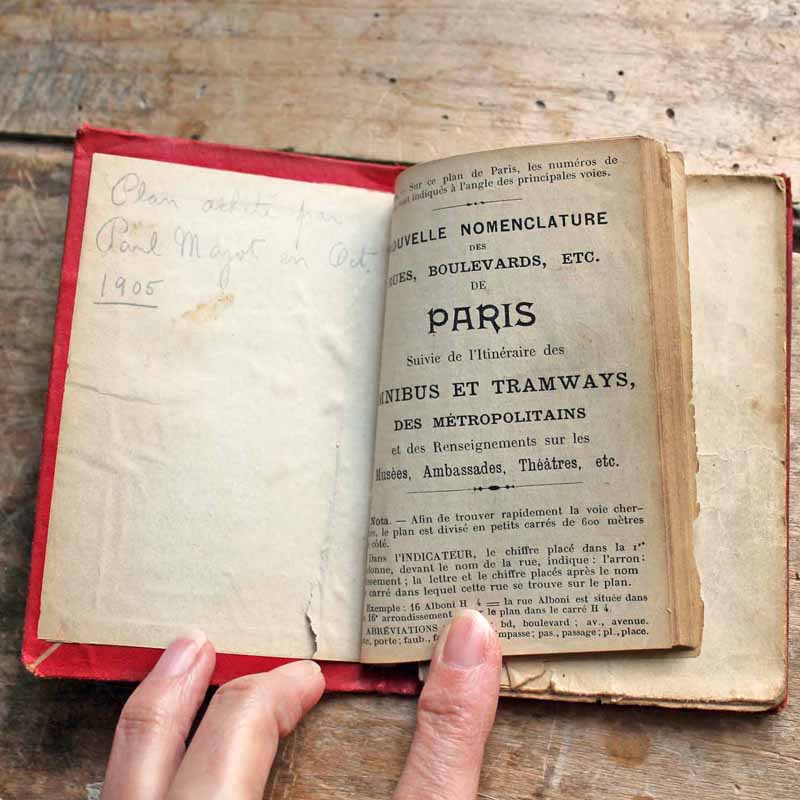 Plan acheté par
Paul Mayot en Oct.
1905
Sur ce plan de Paris, les numéros de
sont indiqués à l'angle des principales voies.
NOUVELLE NOMENCLATURE
DES
RUES, BOULEVARDS, ETC.
DE
PARIS
Suivie de l'Itinéraire des
OMNIBUS ET TRAMWAYS,
DES MÉTROPOLITAINS
et des Renseignements sur les
Musées, Ambassades, Théâtres, etc.
Nota. — Afin de trouver rapidement la voie cher-
le plan est divisé en petits carrés de 600 mètres
côté.
Dans l'INDICATEUR, le chiffre placé dans la 1re
devant le nom de la rue, indique : l'arron:
; la lettre et le chiffre placés après le nom
carré dans lequel cette rue se trouve sur le plan.
Exemple : 16 Alboni H 4 = la rue Alboni est située dans
16e arrondissement le plan dans le carré H 4.
ABRÉVIATIONS bd, boulevard ; av., avenue.
porte ; faub., impasse ; pas., passage ; pl., place.